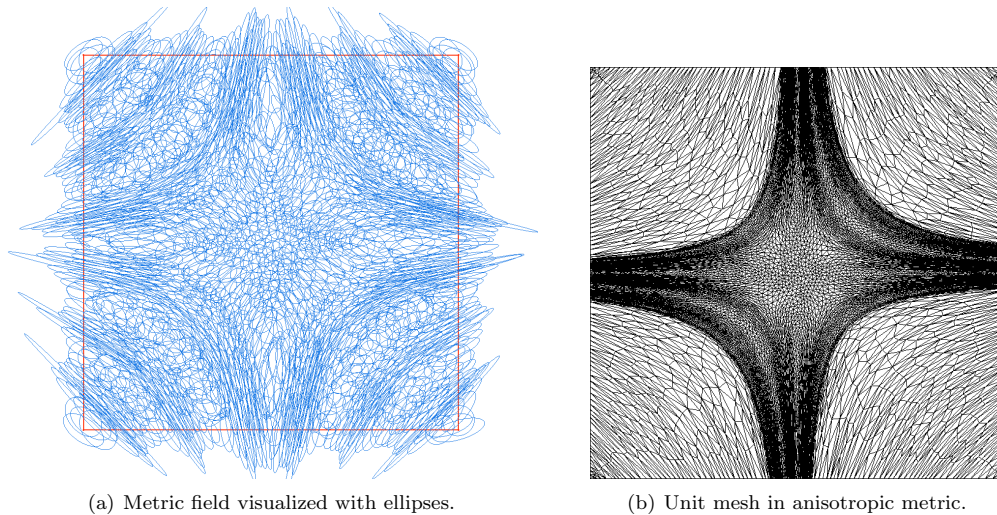 (a) Metric field visualized with ellipses.
(b) Unit mesh in anisotropic metric.